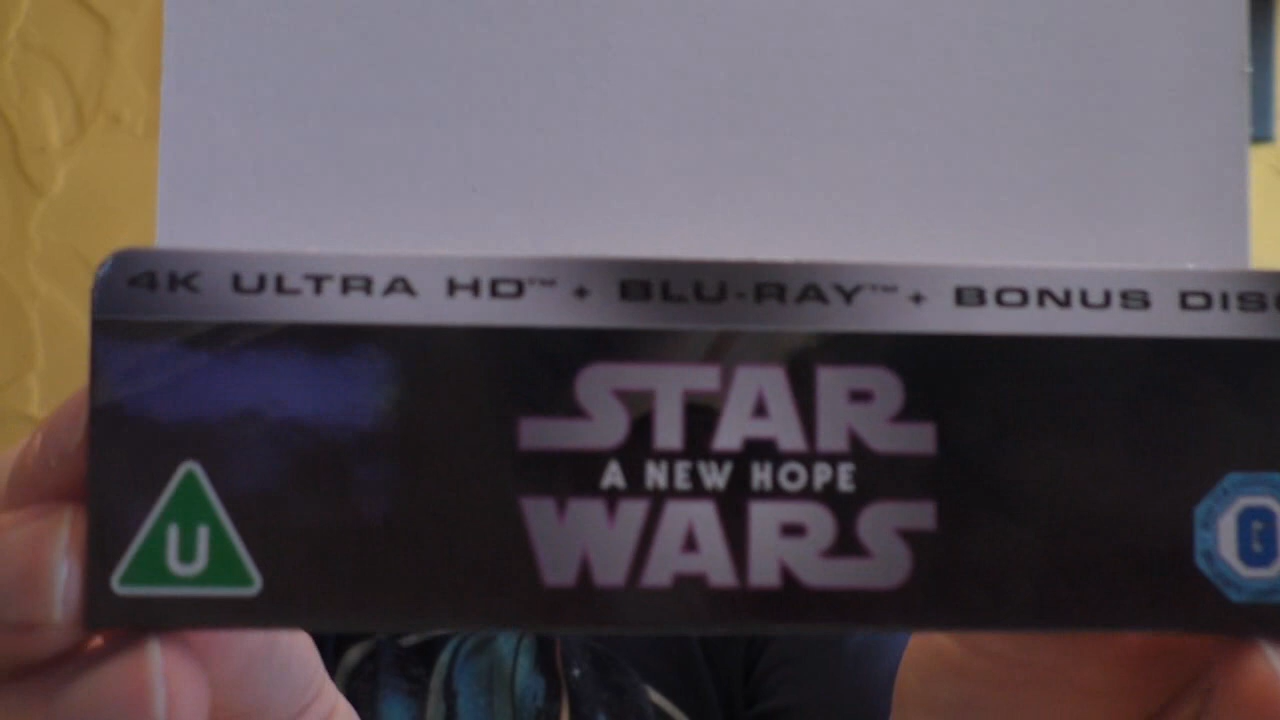 4K ULTRA HD™ + BLU-RAY™ + BONUS DIS
STAR
A NEW HOPE
WARS
U